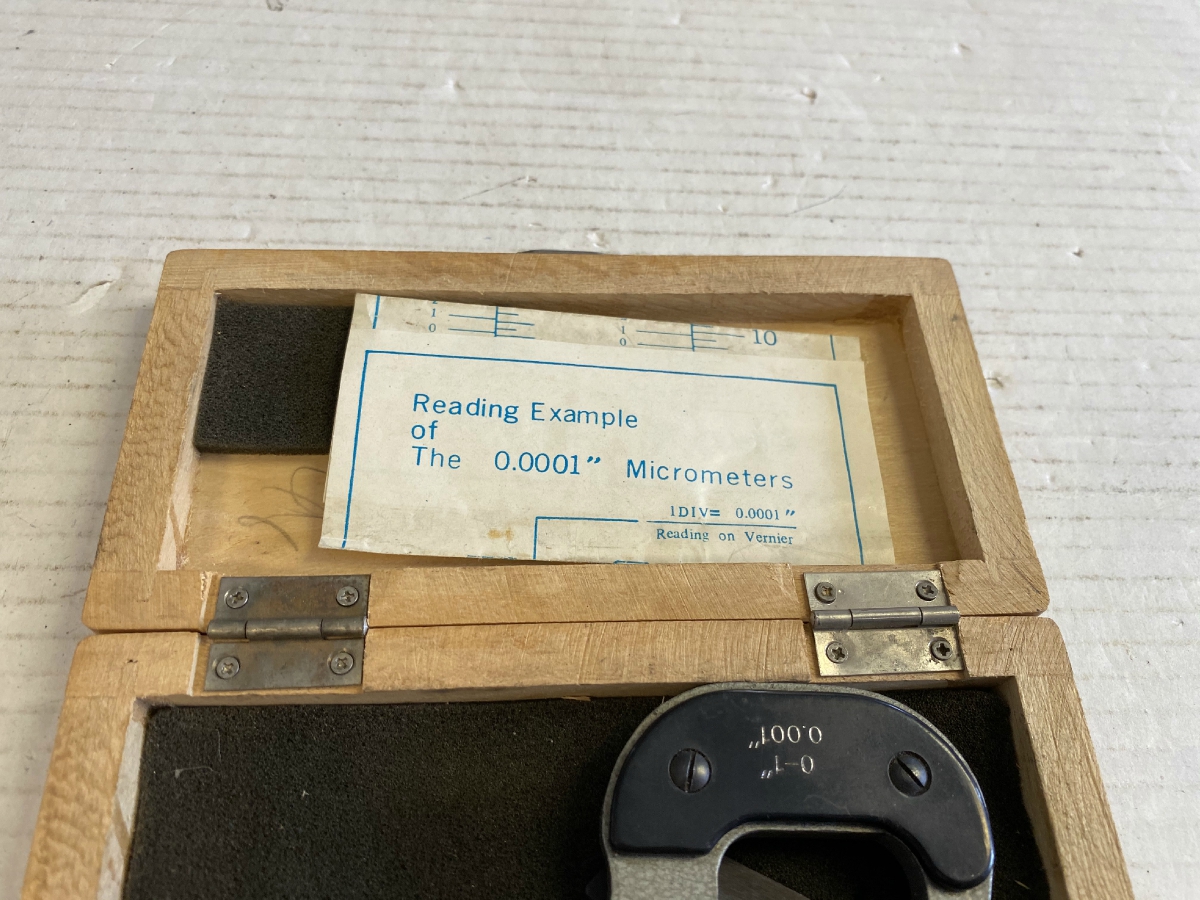 1
0
1
0
10
Reading Example
of
The 0.0001” Micrometers
1DIV= 0.0001”
Reading on Vernier
0-1"
0.001"